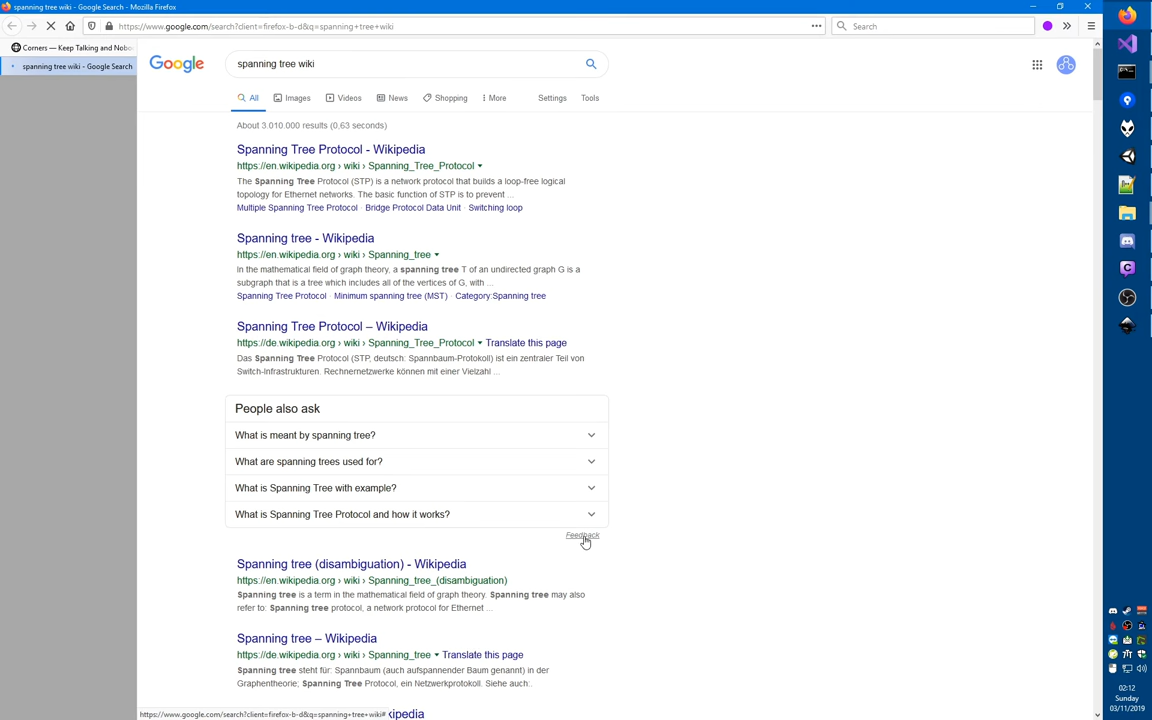 spanning tree wiki - Google Search - Mozilla Firefox
https://www.google.com/search?client=firefox-b-d&q=spanning+tree+wiki
Search
Corners — Keep Talking and Nobo
spanning tree wiki - Google Search
Google
spanning tree wiki
All
Images
Videos
News
Shopping
More
Settings
Tools
About 3.010.000 results (0,63 seconds)
Spanning Tree Protocol - Wikipedia
https://en.wikipedia.org › wiki › Spanning_Tree_Protocol
The Spanning Tree Protocol (STP) is a network protocol that builds a loop-free logical
topology for Ethernet networks. The basic function of STP is to prevent ...
Multiple Spanning Tree Protocol · Bridge Protocol Data Unit · Switching loop
Spanning tree - Wikipedia
https://en.wikipedia.org › wiki › Spanning_tree
In the mathematical field of graph theory, a spanning tree T of an undirected graph G is a
subgraph that is a tree which includes all of the vertices of G, with ...
Spanning Tree Protocol · Minimum spanning tree (MST) · Category:Spanning tree
Spanning Tree Protocol – Wikipedia
https://de.wikipedia.org › wiki › Spanning_Tree_Protocol Translate this page
Das Spanning Tree Protocol (STP, deutsch: Spannbaum-Protokoll) ist ein zentraler Teil von
Switch-Infrastrukturen. Rechnernetzwerke können mit einer Vielzahl ...
People also ask
What is meant by spanning tree?
What are spanning trees used for?
What is Spanning Tree with example?
What is Spanning Tree Protocol and how it works?
Feedback
Spanning tree (disambiguation) - Wikipedia
https://en.wikipedia.org › wiki › Spanning_tree_(disambiguation)
Spanning tree is a term in the mathematical field of graph theory. Spanning tree may also
refer to: Spanning tree protocol, a network protocol for Ethernet ...
Spanning tree – Wikipedia
https://de.wikipedia.org › wiki › Spanning_tree Translate this page
Spanning tree steht für: Spannbaum (auch aufspannender Baum genannt) in der
Graphentheorie; Spanning Tree Protocol, ein Netzwerkprotokoll. Siehe auch:.
https://www.google.com/search?client=firefox-b-d&q=spanning+tree+wiki#
kipedia
02:12
Sunday
03/11/2019